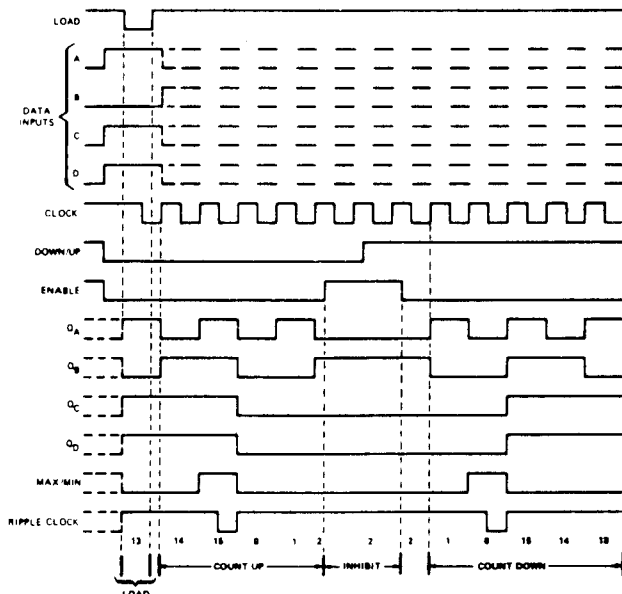 LOAD
A
B
DATA
INPUTS
C
D
CLOCK
DOWN/UP
ENABLE
QA
QB
QC
QD
MAX/MIN
RIPPLE CLOCK
13 14 15 0 1 2 2 2 1 0 15 14 13
COUNT UP INHIBIT COUNT DOWN
LOAD